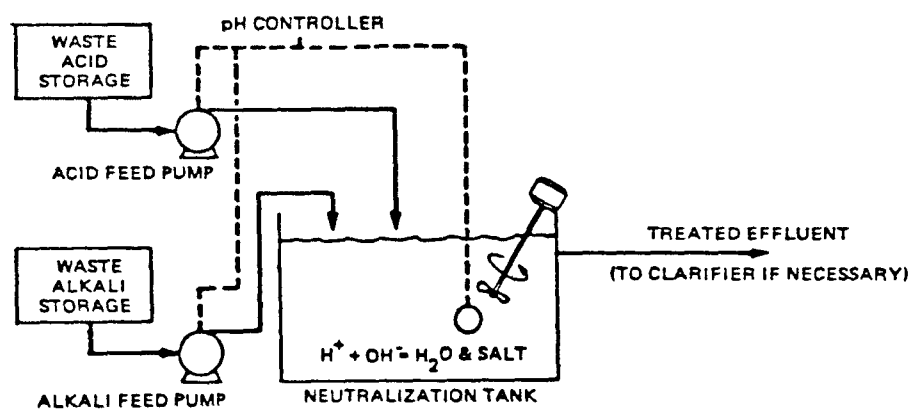 pH CONTROLLER
WASTE
ACID
STORAGE
ACID FEED PUMP
WASTE
ALKALI
STORAGE
ALKALI FEED PUMP
TREATED EFFLUENT
(TO CLARIFIER IF NECESSARY)
H⁺ + OH⁻= H₂O & SALT
NEUTRALIZATION TANK